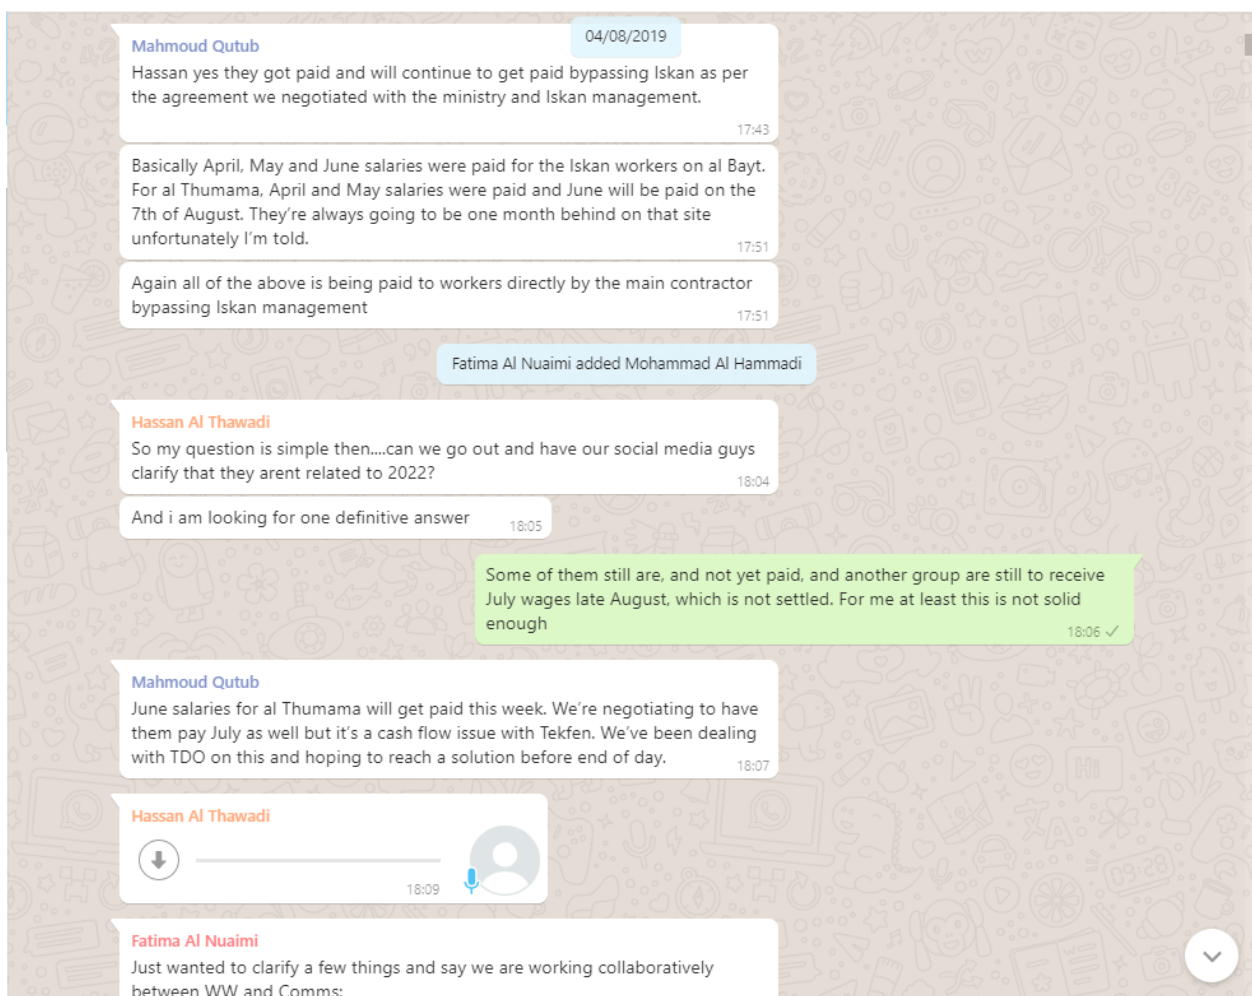 04/08/2019
Mahmoud Qutub
Hassan yes they got paid and will continue to get paid bypassing Iskan as per
the agreement we negotiated with the ministry and Iskan management.
17:43
Basically April, May and June salaries were paid for the Iskan workers on al Bayt.
For al Thumama, April and May salaries were paid and June will be paid on the
7th of August. They're always going to be one month behind on that site
unfortunately I'm told.
17:51
Again all of the above is being paid to workers directly by the main contractor
bypassing Iskan management
17:51
Fatima Al Nuaimi added Mohammad Al Hammadi
Hassan Al Thawadi
So my question is simple then....can we go out and have our social media guys
clarify that they arent related to 2022?
18:04
And i am looking for one definitive answer
18:05
Some of them still are, and not yet paid, and another group are still to receive
July wages late August, which is not settled. For me at least this is not solid
enough
18:06
Mahmoud Qutub
June salaries for al Thumama will get paid this week. We're negotiating to have
them pay July as well but it's a cash flow issue with Tekfen. We've been dealing
with TDO on this and hoping to reach a solution before end of day.
18:07
Hassan Al Thawadi
18:09
Fatima Al Nuaimi
Just wanted to clarify a few things and say we are working collaboratively
between WW and Comms: